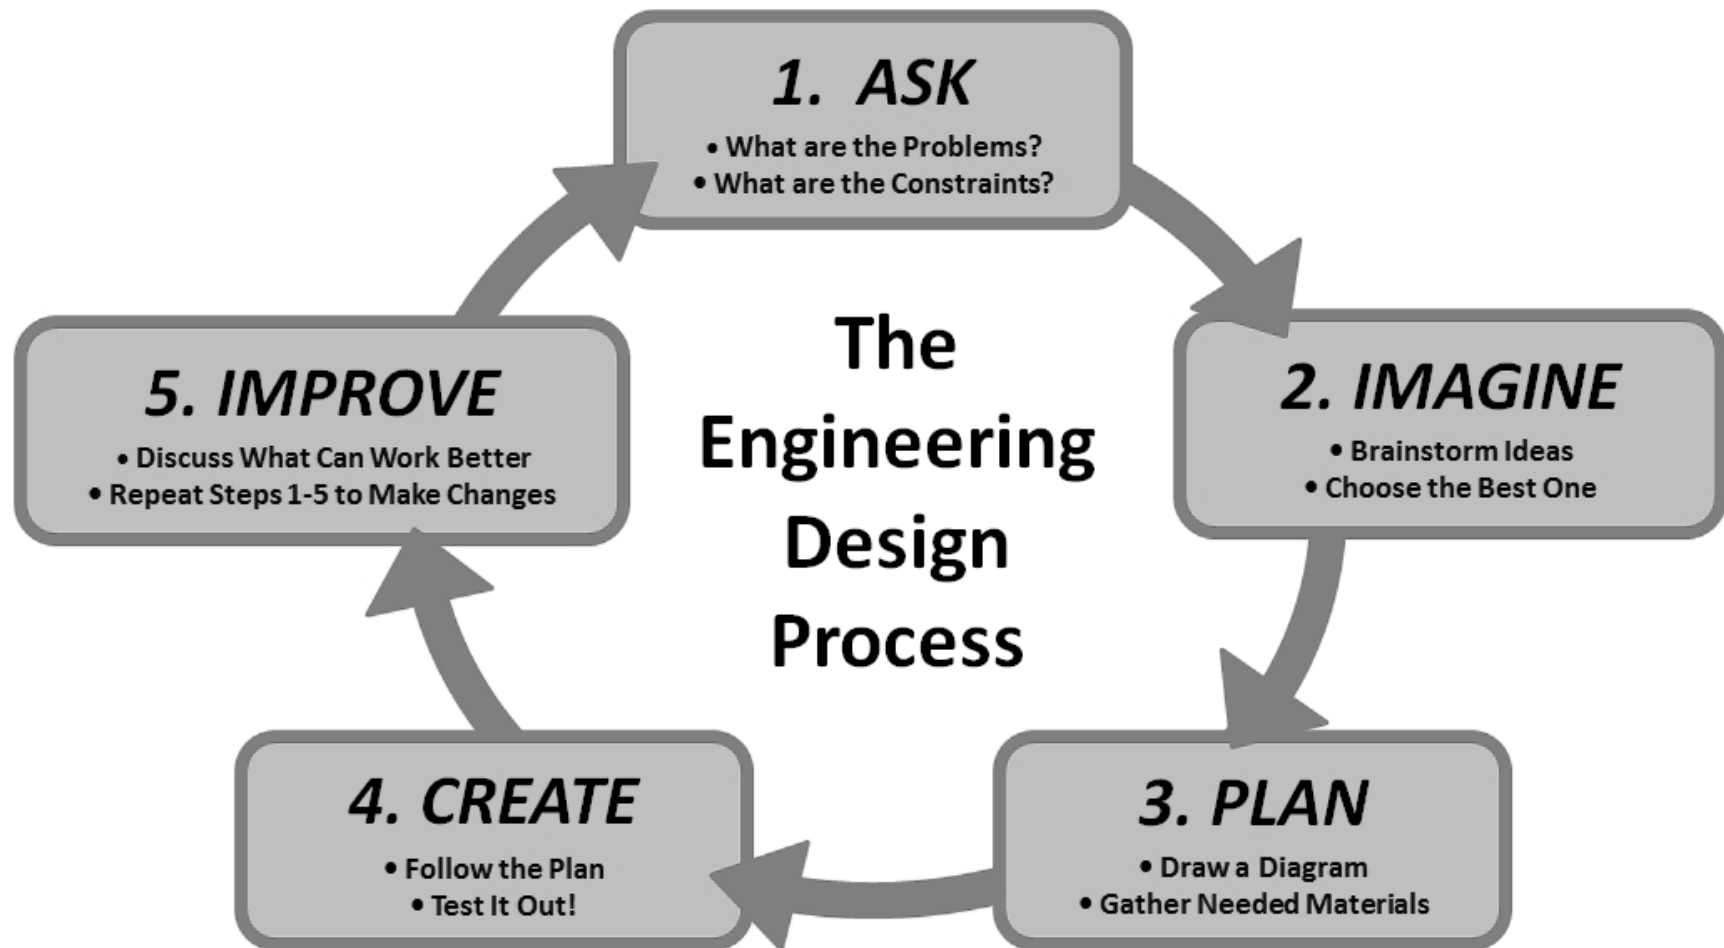 1. ASK
• What are the Problems?
• What are the Constraints?
The
Engineering
Design
Process
2. IMAGINE
• Brainstorm Ideas
• Choose the Best One
3. PLAN
• Draw a Diagram
• Gather Needed Materials
4. CREATE
• Follow the Plan
• Test It Out!
5. IMPROVE
• Discuss What Can Work Better
• Repeat Steps 1-5 to Make Changes